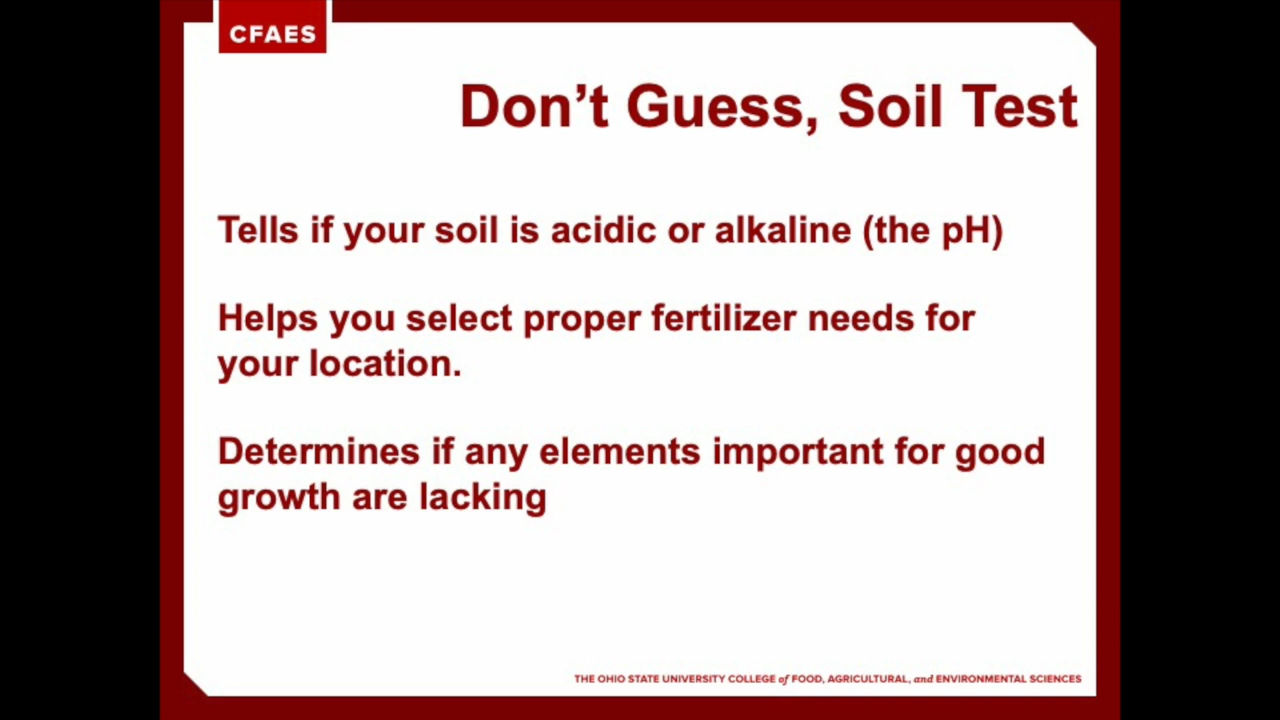 CFAES
Don’t Guess, Soil Test
Tells if your soil is acidic or alkaline (the pH)
Helps you select proper fertilizer needs for
your location.
Determines if any elements important for good
growth are lacking
THE OHIO STATE UNIVERSITY COLLEGE of FOOD, AGRICULTURAL, and ENVIRONMENTAL SCIENCES